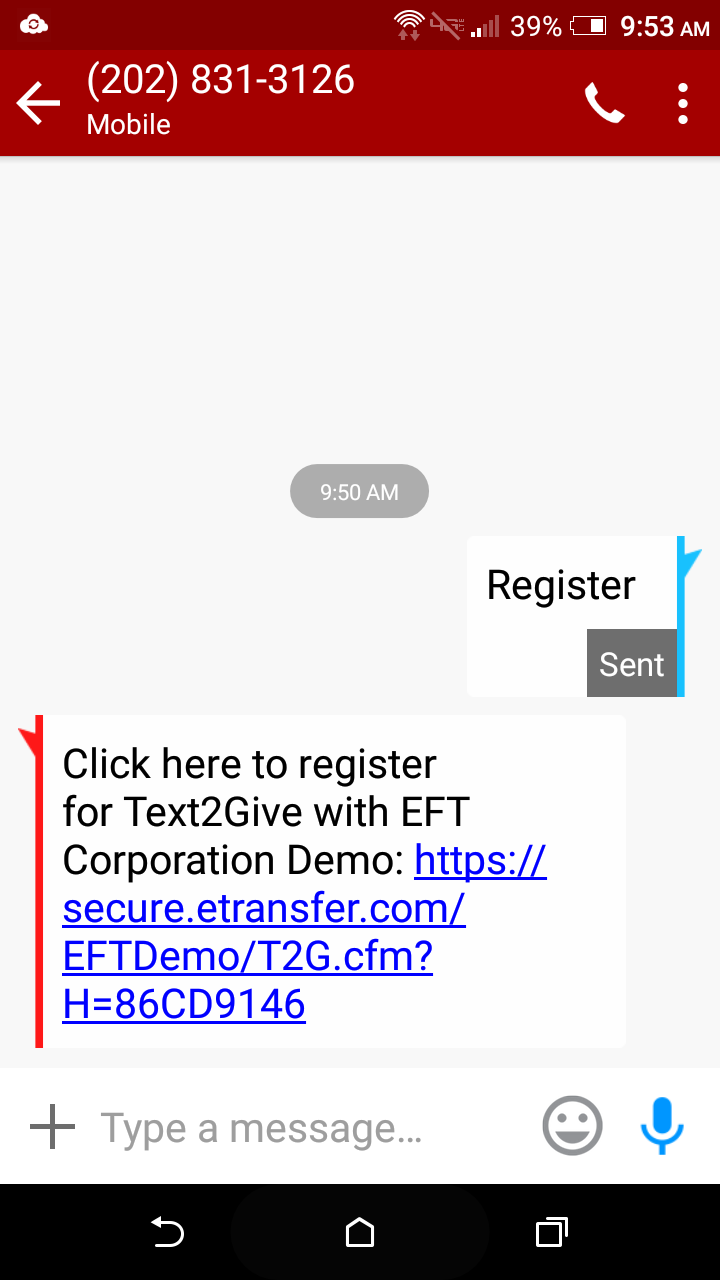 39% 9:53 AM
(202) 831-3126
Mobile
9:50 AM
Register
Sent
Click here to register
for Text2Give with EFT
Corporation Demo: https://
secure.etransfer.com/
EFTDemo/T2G.cfm?
H=86CD9146
Type a message…